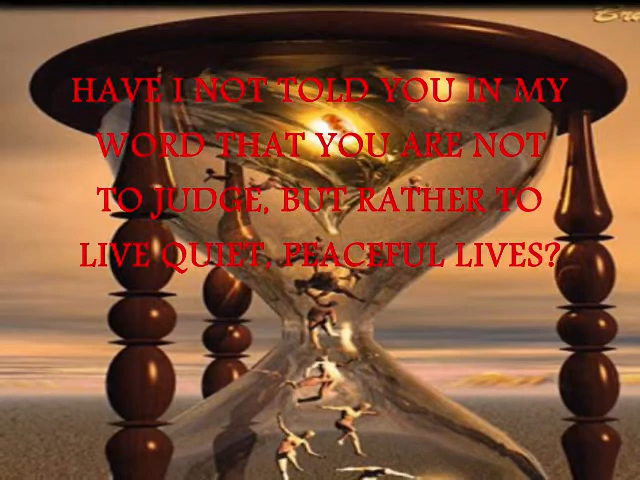 HAVE I NOT TOLD YOU IN MY
WORD THAT YOU ARE NOT
TO JUDGE, BUT RATHER TO
LIVE QUIET, PEACEFUL LIVES?